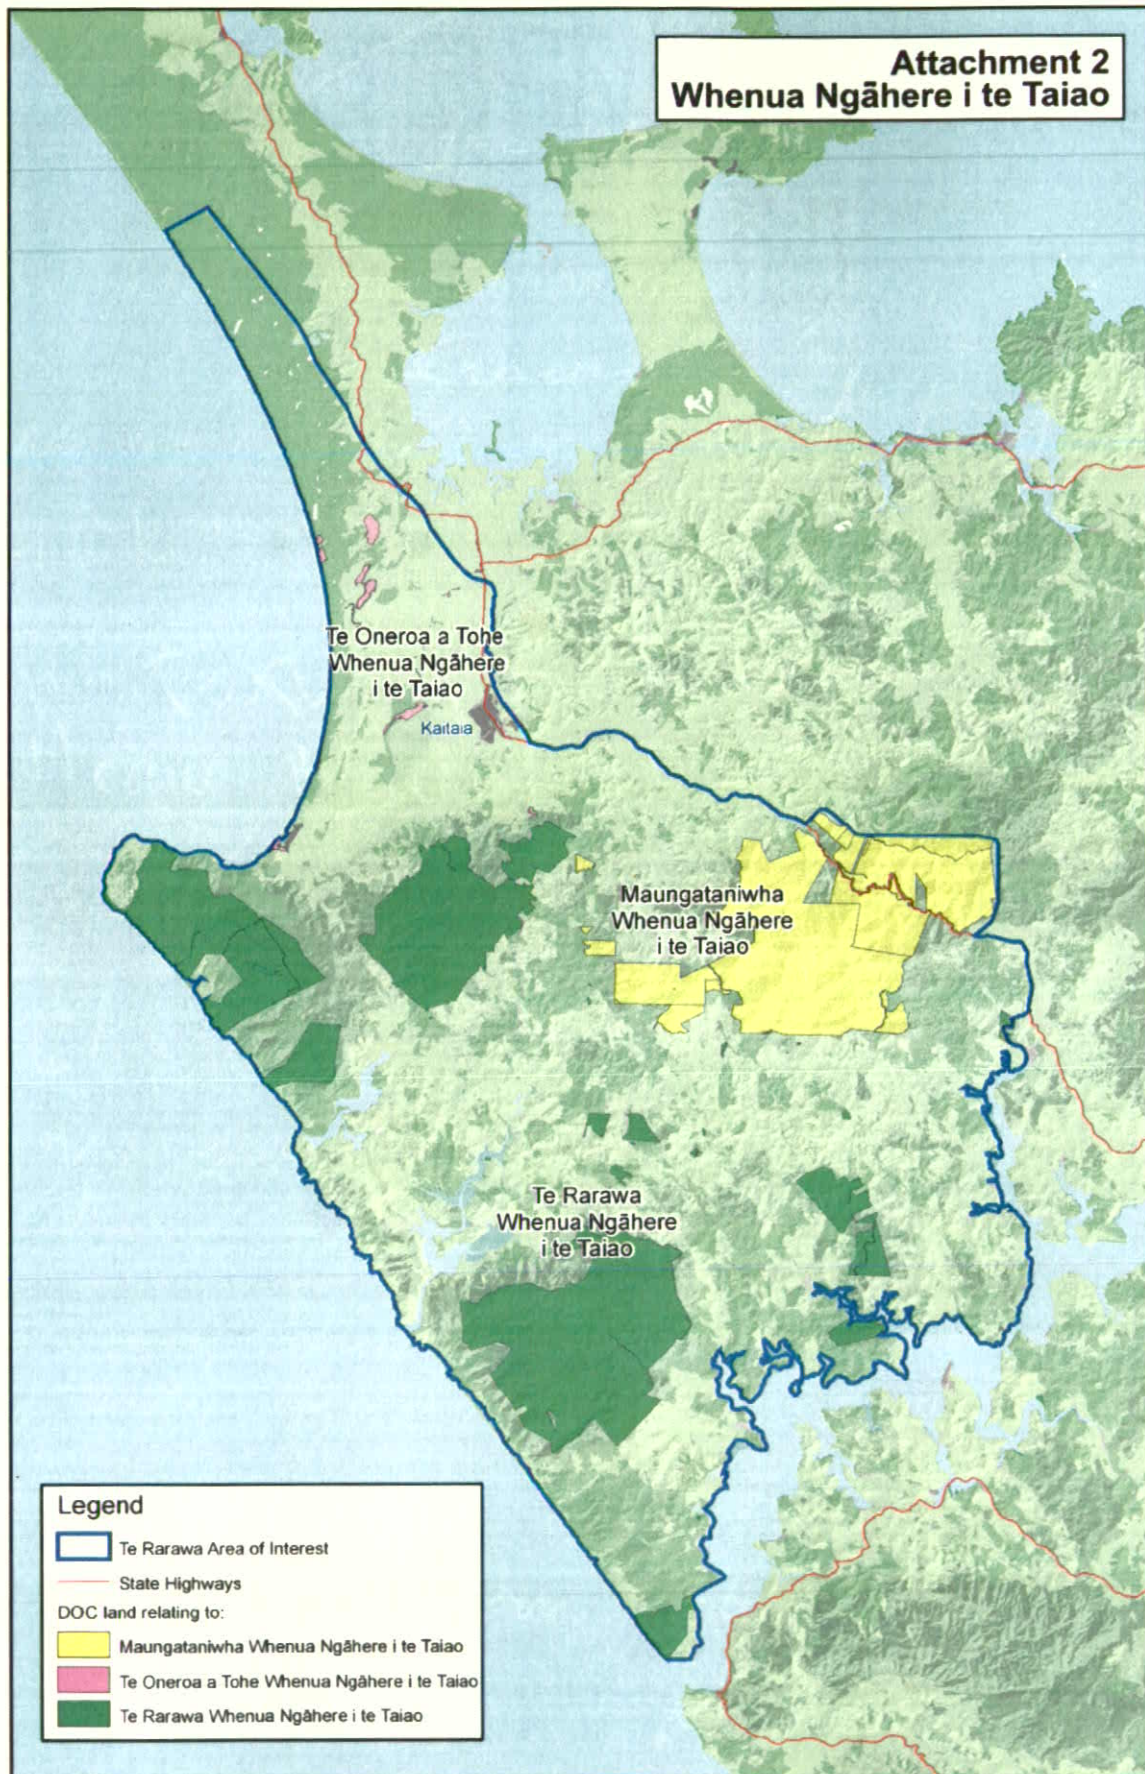 Attachment 2
Whenua Ngāhere i te Taiao
Te Oneroa a Tohe
Whenua Ngāhere
i te Taiao
Kaitaia
Maungataniwha
Whenua Ngāhere
i te Taiao
Te Rarawa
Whenua Ngāhere
i te Taiao
Legend
Te Rarawa Area of Interest
State Highways
DOC land relating to:
Maungataniwha Whenua Ngāhere i te Taiao
Te Oneroa a Tohe Whenua Ngāhere i te Taiao
Te Rarawa Whenua Ngāhere i te Taiao